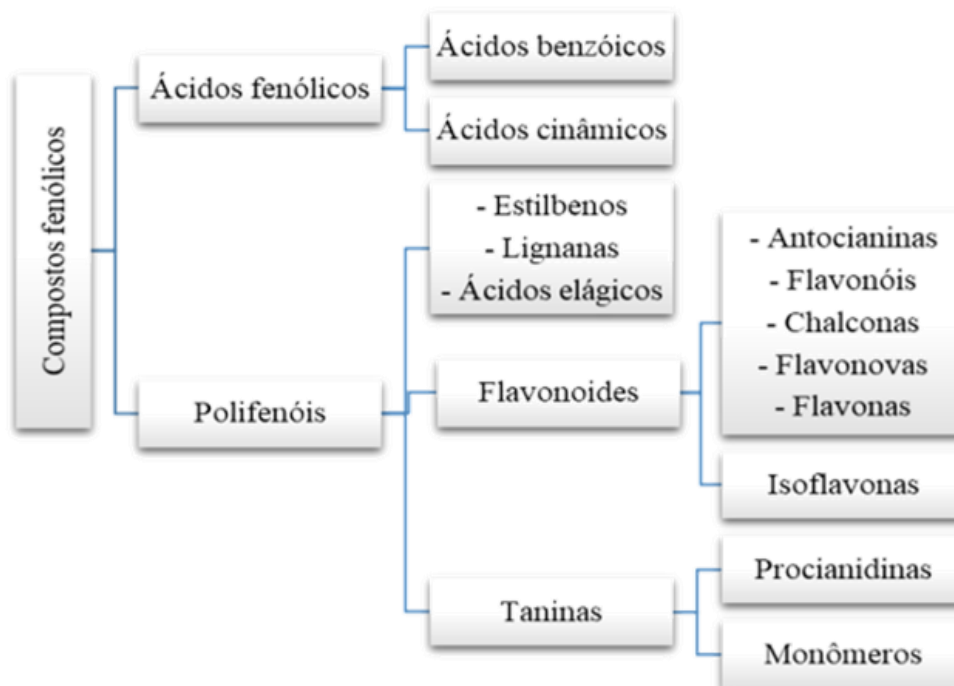 Compostos fenólicos
Ácidos fenólicos
Ácidos benzóicos
Ácidos cinâmicos
Polifenóis
- Estilbenos
- Lignanas
- Ácidos elágicos
Flavonoides
- Antocianinas
- Flavonóis
- Chalconas
- Flavonovas
- Flavonas
Isoflavonas
Taninas
Procianidinas
Monômeros